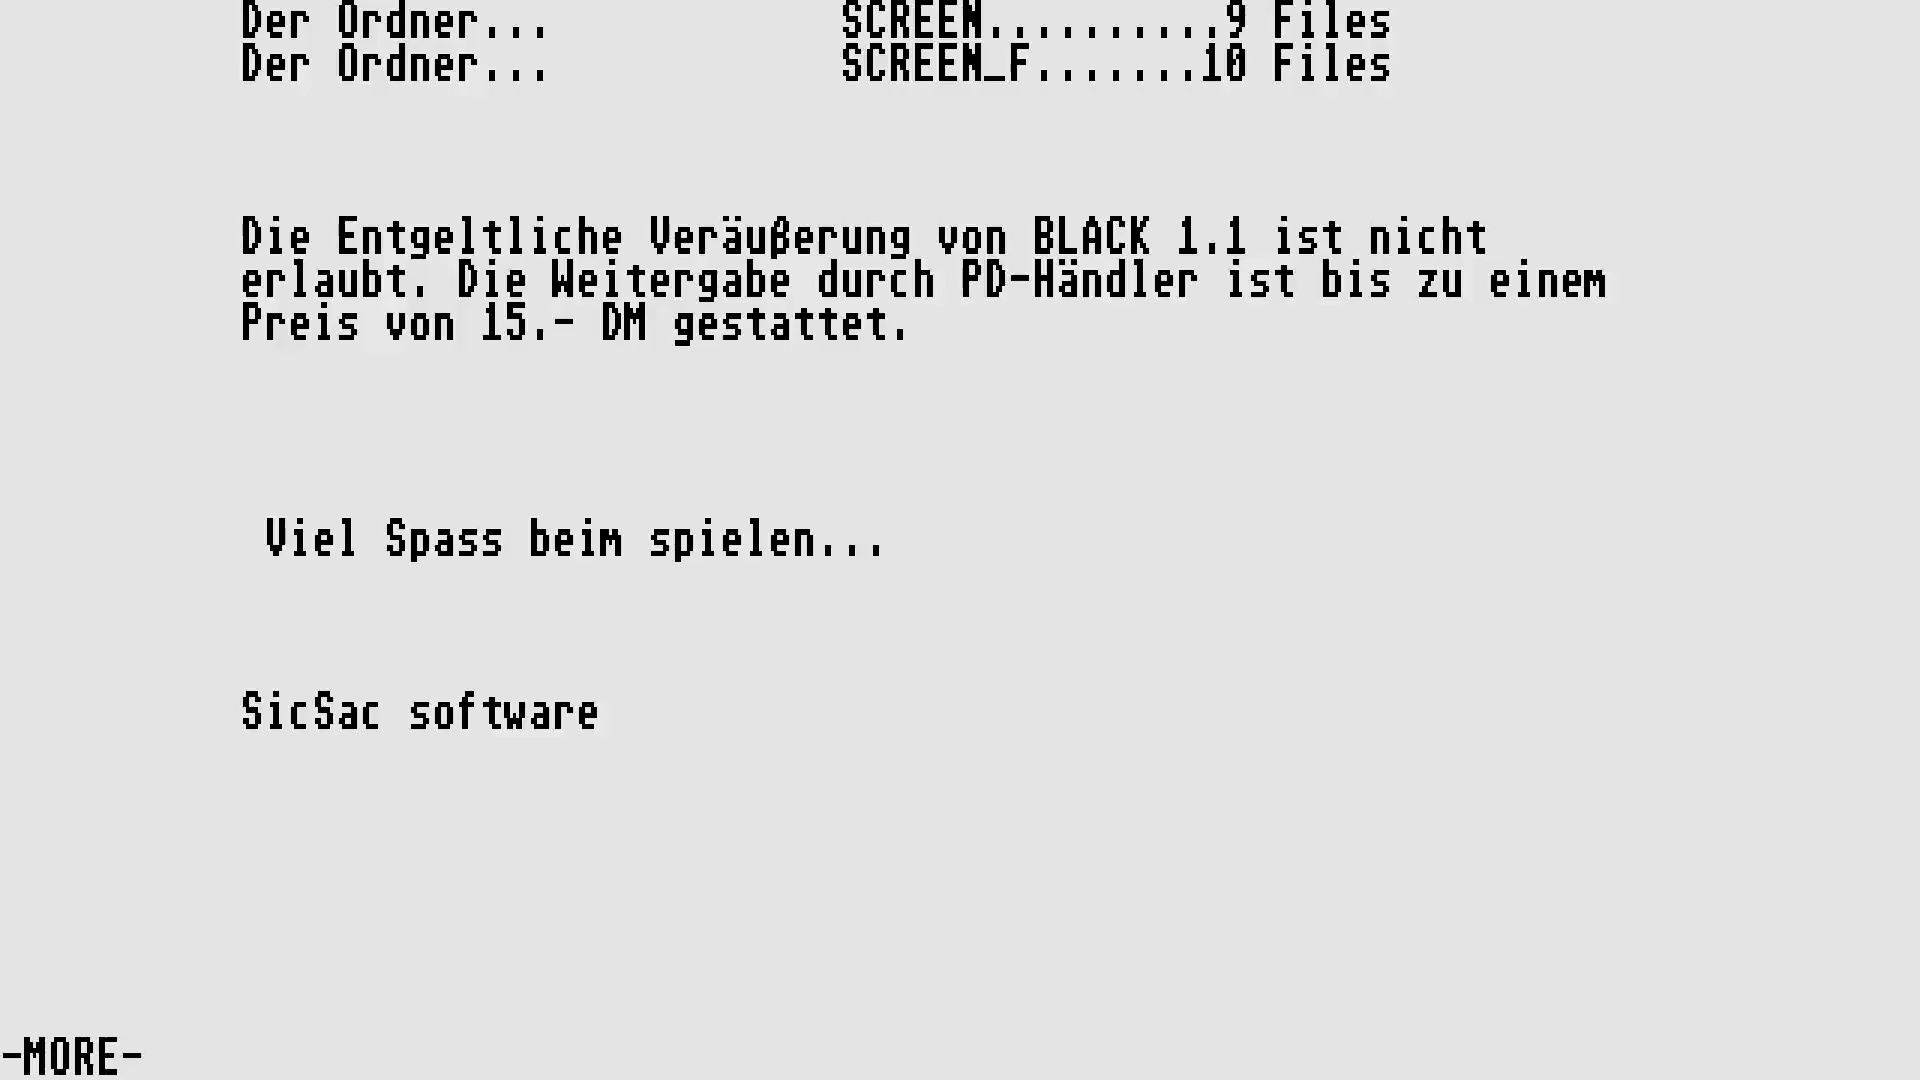 Der Ordner... SCREEN..........9 Files
Der Ordner... SCREEN_F.......10 Files
Die Entgeltliche Veräußerung von BLACK 1.1 ist nicht
erlaubt. Die Weitergabe durch PD-Händler ist bis zu einem
Preis von 15.- DM gestattet.
Viel Spass beim spielen...
SicSac software
-MORE-